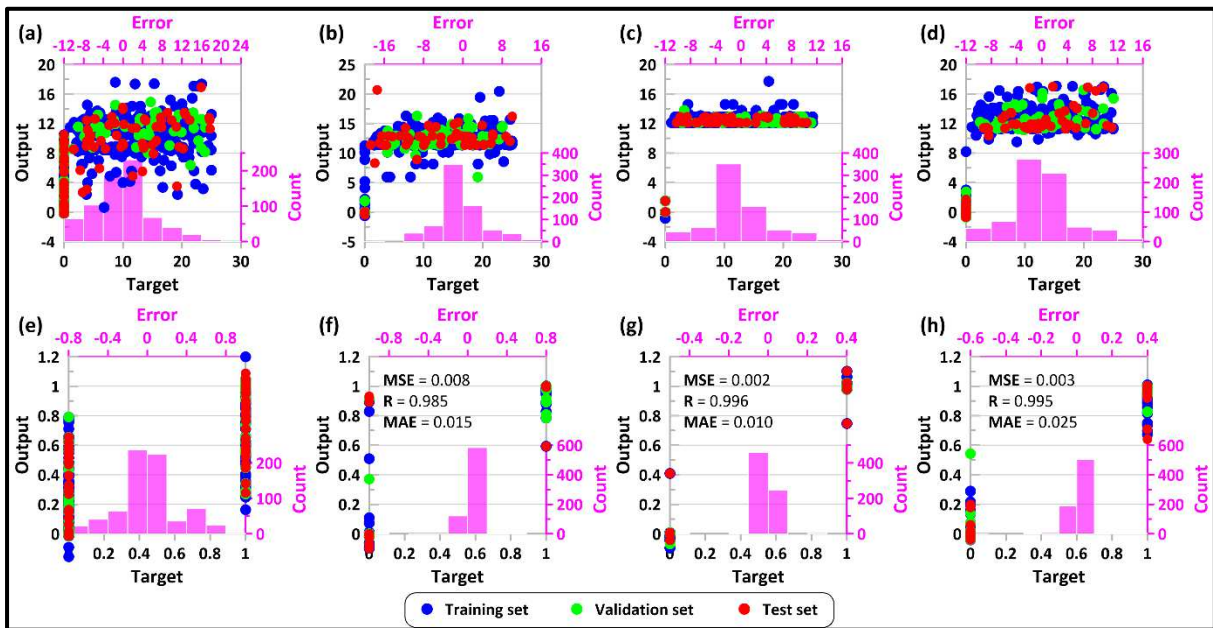 Error
Error
Error
Error
(a)
-12 -8 -4 0 4 8 12 16 20 24
(b)
-16 -8 0 8 16
(c)
-12 -8 -4 0 4 8 12 16
(d)
-12 -8 -4 0 4 8 12 16
Output
20
16
12
8
4
0
-4
200
100
0
Count
0 10 20 30
Target
Output
25
20
15
10
5
0
-5
400
300
200
100
0
Count
0 10 20 30
Target
Output
20
16
12
8
4
0
-4
400
300
200
100
0
Count
0 10 20 30
Target
Output
20
16
12
8
4
0
-4
300
200
100
0
Count
0 10 20 30
Target
Error
Error
Error
Error
(e)
-0.8 -0.4 0 0.4 0.8
(f)
-0.8 -0.4 0 0.4 0.8
(g)
-0.4 -0.2 0 0.2 0.4
(h)
-0.6 -0.4 -0.2 0 0.2 0.4
Output
1.2
1
0.8
0.6
0.4
0.2
0
200
100
0
Count
0 0.2 0.4 0.6 0.8 1
Target
Output
1.2
1
0.8
0.6
0.4
0.2
0
MSE = 0.008
R = 0.985
MAE = 0.015
600
400
200
0
Count
0 0.2 0.4 0.6 0.8 1
Target
Output
1.2
1
0.8
0.6
0.4
0.2
0
MSE = 0.002
R = 0.996
MAE = 0.010
600
400
200
0
Count
0 0.2 0.4 0.6 0.8 1
Target
Output
1.2
1
0.8
0.6
0.4
0.2
0
MSE = 0.003
R = 0.995
MAE = 0.025
600
400
200
0
Count
0 0.2 0.4 0.6 0.8 1
Target
Training set Validation set Test set